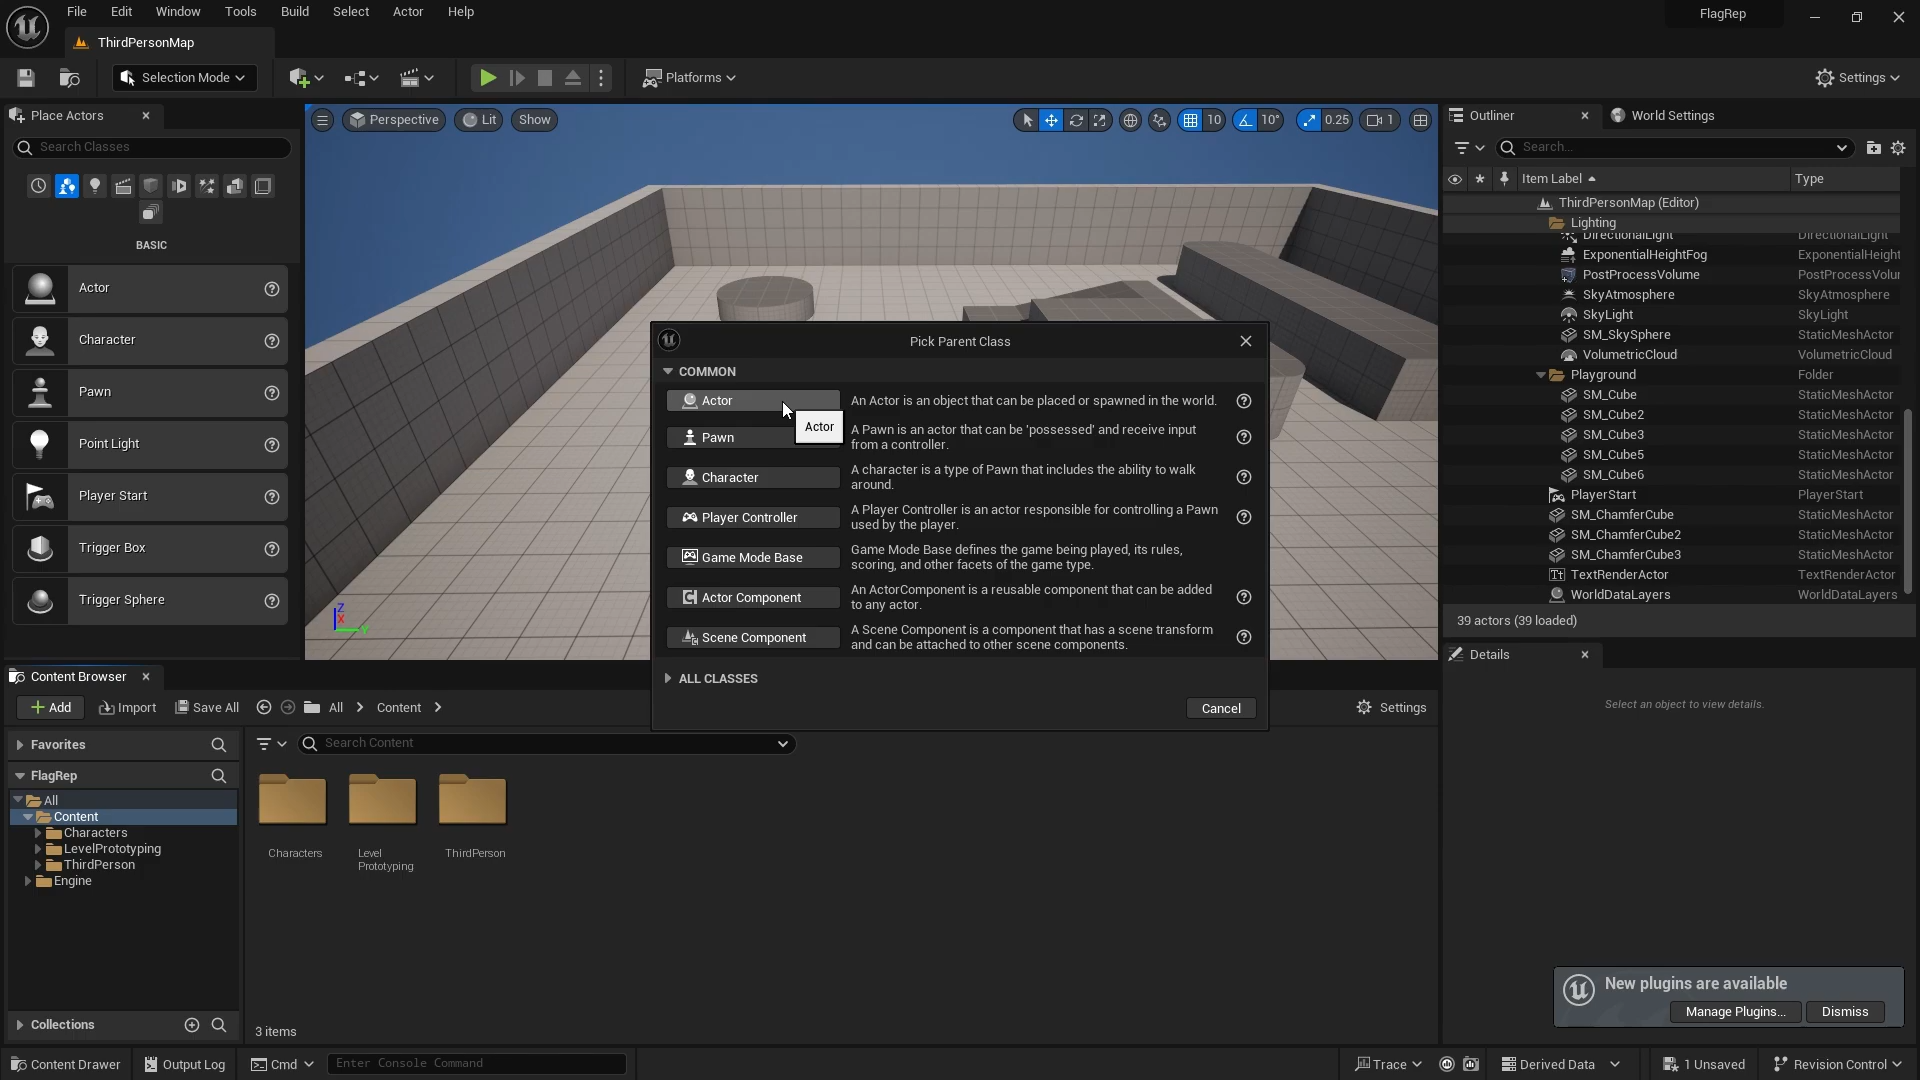 File Edit Window Tools Build Select Actor Help
FlagRep
ThirdPersonMap
Selection Mode
Platforms
Settings
Place Actors
Search Classes
BASIC
Actor
Character
Pawn
Point Light
Player Start
Trigger Box
Trigger Sphere
Perspective Lit Show
10 10° 0.25 1
Z
X
Y
Pick Parent Class
COMMON
Actor
An Actor is an object that can be placed or spawned in the world.
Actor
Pawn
A Pawn is an actor that can be 'possessed' and receive input
from a controller.
Character
A character is a type of Pawn that includes the ability to walk
around.
Player Controller
A Player Controller is an actor responsible for controlling a Pawn
used by the player.
Game Mode Base
Game Mode Base defines the game being played, its rules,
scoring, and other facets of the game type.
Actor Component
An ActorComponent is a reusable component that can be added
to any actor.
Scene Component
A Scene Component is a component that has a scene transform
and can be attached to other scene components.
ALL CLASSES
Cancel
Outliner World Settings
Search...
Item Label Type
ThirdPersonMap (Editor)
Lighting
DirectionalLight DirectionalLight
ExponentialHeightFog ExponentialHeight
PostProcessVolume PostProcessVolu
SkyAtmosphere SkyAtmosphere
SkyLight SkyLight
SM_SkySphere StaticMeshActor
VolumetricCloud VolumetricCloud
Playground Folder
SM_Cube StaticMeshActor
SM_Cube2 StaticMeshActor
SM_Cube3 StaticMeshActor
SM_Cube5 StaticMeshActor
SM_Cube6 StaticMeshActor
PlayerStart PlayerStart
SM_ChamferCube StaticMeshActor
SM_ChamferCube2 StaticMeshActor
SM_ChamferCube3 StaticMeshActor
TextRenderActor TextRenderActor
WorldDataLayers WorldDataLayers
39 actors (39 loaded)
Details
Select an object to view details.
Content Browser
Add Import Save All All Content Settings
Favorites
Search Content
FlagRep
All
Content
Characters
LevelPrototyping
ThirdPerson
Engine
Collections
Characters
Level
Prototyping
ThirdPerson
3 items
New plugins are available
Manage Plugins... Dismiss
Content Drawer Output Log Cmd Enter Console Command Trace Derived Data 1 Unsaved Revision Control